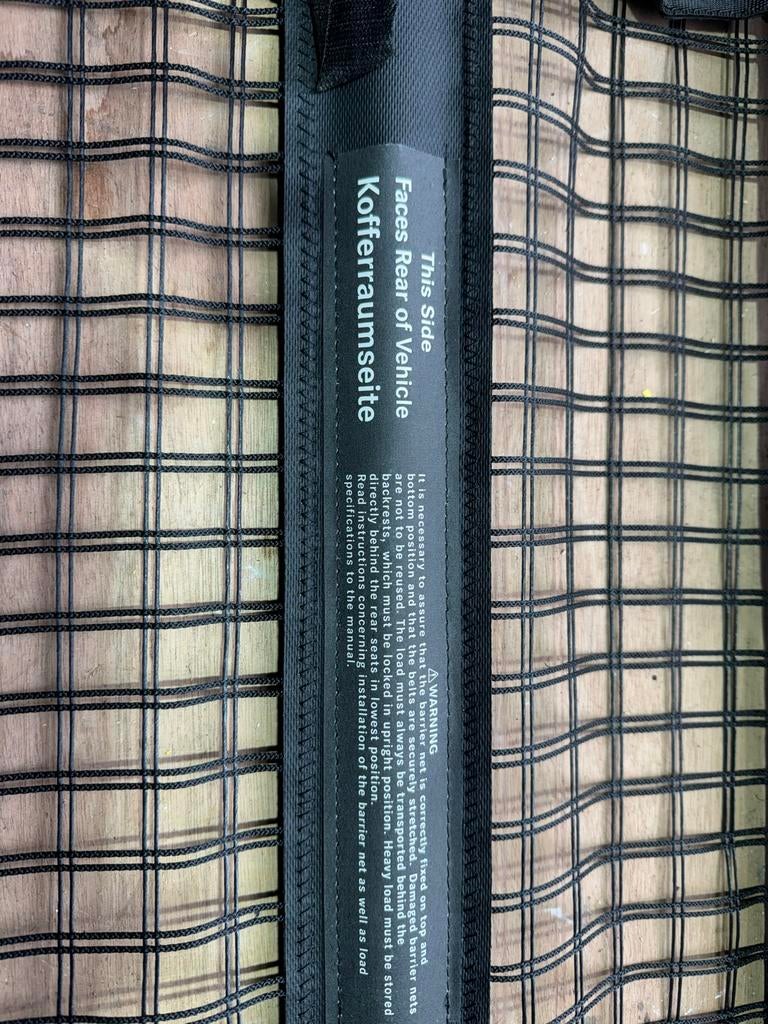 This Side
Faces Rear of Vehicle
Kofferraumseite
⚠WARNING
It is necessary to assure that the barrier net is correctly fixed on top and
bottom position and that the belts are securely stretched. Damaged barrier nets
are not to be reused. The load must always be transported behind the
backrests, which must be locked in upright position. Heavy load must be stored
directly behind the rear seats in lowest position.
Read instructions concerning installation of the barrier net as well as load
specifications to the manual.